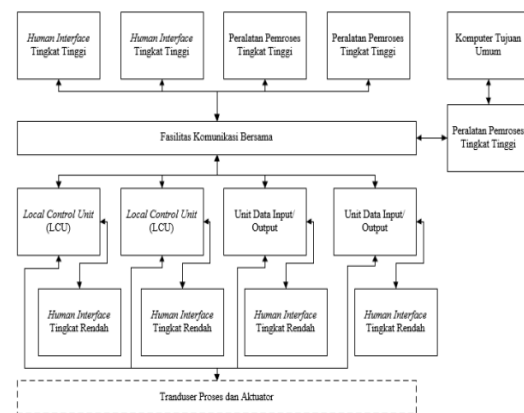 Human Interface
Tingkat Tinggi
Human Interface
Tingkat Tinggi
Peralatan Pemroses
Tingkat Tinggi
Peralatan Pemroses
Tingkat Tinggi
Komputer Tujuan
Umum
Fasilitas Komunikasi Bersama
Peralatan Pemroses
Tingkat Tinggi
Local Control Unit
(LCU)
Local Control Unit
(LCU)
Unit Data Input/
Output
Unit Data Input/
Output
Human Interface
Tingkat Rendah
Human Interface
Tingkat Rendah
Human Interface
Tingkat Rendah
Human Interface
Tingkat Rendah
Tranduser Proses dan Aktuator